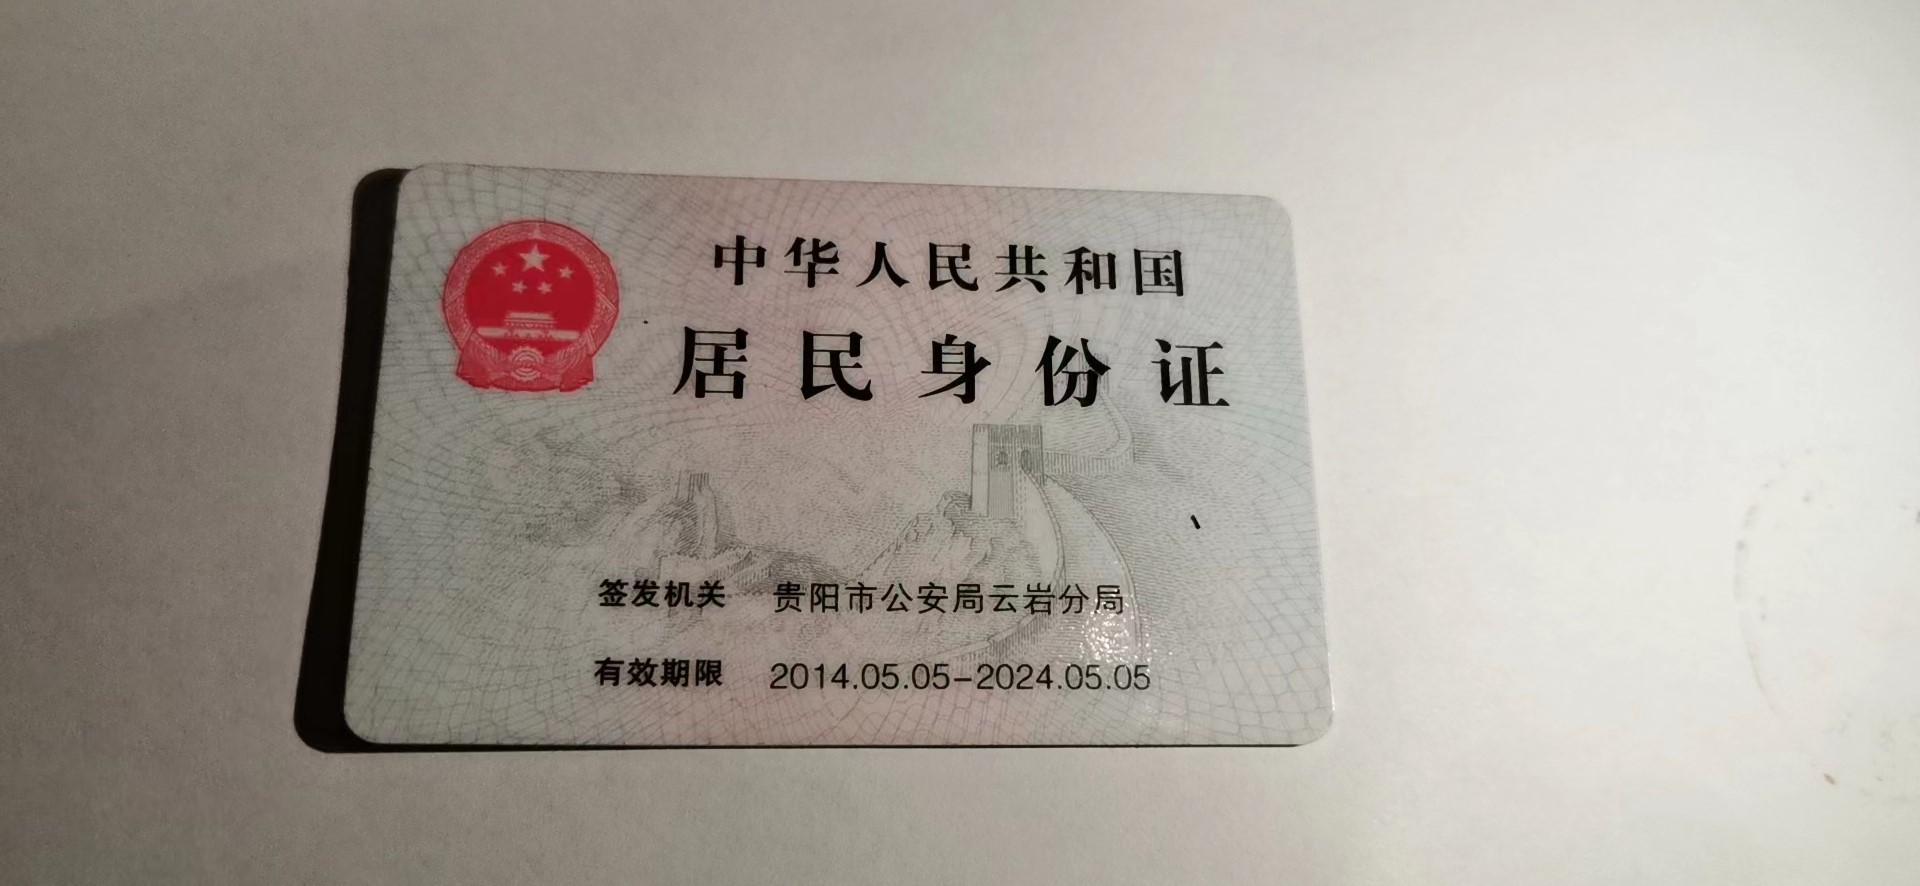 中华人民共和国
居民身份证
签发机关 贵阳市公安局云岩分局
有效期限 2014.05.05-2024.05.05